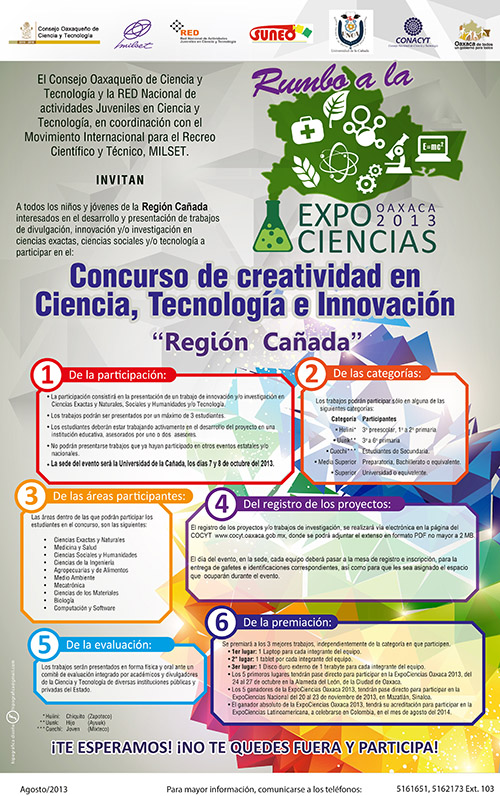 Consejo Oaxaqueño de
Ciencia y Tecnología
milset
RED
Red Nacional de Actividades
Juveniles en Ciencia y Tecnología
SUNEO
UNCA
Universidad de la Cañada
CONACYT
Oaxaca de todos
un gobierno para todos
El Consejo Oaxaqueño de Ciencia y
Tecnología y la RED Nacional de
actividades Juveniles en Ciencia y
Tecnología, en coordinación con el
Movimiento Internacional para el Recreo
Científico y Técnico, MILSET.
INVITAN
A todos los niños y jóvenes de la Región Cañada
interesados en el desarrollo y presentación de trabajos
de divulgación, innovación y/o investigación en
ciencias exactas, ciencias sociales y/o tecnología a
participar en el:
Rumbo a la
E=mc²
EXPO OAXACA
2013
CIENCIAS
Concurso de creatividad en
Ciencia, Tecnología e Innovación
“Región Cañada”
1 De la participación:
• La participación consistirá en la presentación de un trabajo de innovación y/o investigación en
Ciencias Exactas y Naturales, Sociales y Humanidades y/o Tecnología.
• Los trabajos podrán ser presentados por un máximo de 3 estudiantes.
• Los estudiantes deberán estar trabajando activamente en el desarrollo del proyecto en una
institución educativa, asesorados por uno o dos asesores.
• No podrán presentarse trabajos que ya hayan participado en otros eventos estatal y/o
nacionales.
• La sede del evento será la Universidad de la Cañada, los días 7 y 8 de octubre del 2013.
2 De las categorías:
Los trabajos podrán participar sólo en alguna de las
siguientes categorías:
Categoría Participantes
• Huiini* 3º preescolar, 1º a 2º primaria.
• Uank** 3º a 6º primaria
• Cuechi*** Estudiantes de Secundaria.
• Medio Superior Preparatoria, Bachillerato o equivalente.
• Superior Universidad o equivalente.
3 De las áreas participantes:
Las áreas dentro de las que podrán participar los
estudiantes en el concurso, son las siguientes:
• Ciencias Exactas y Naturales
• Medicina y Salud
• Ciencias Sociales y Humanidades
• Ciencias de la Ingeniería
• Agropecuarias y de Alimentos
• Medio Ambiente
• Mecatrónica
• Ciencias de los Materiales
• Biología
• Computación y Software
4 Del registro de los proyectos:
El registro de los proyectos y/o trabajos de investigación, se realizará vía electrónica en la página del
COCYT www.cocyt.oaxaca.gob.mx, donde se podrá adjuntar el extenso en formato PDF no mayor a 2 MB.
El día del evento, en la sede, cada equipo deberá pasar a la mesa de registro e inscripción, para la
entrega de gafetes e identificaciones correspondientes, así como para que les sea asignado el espacio
que ocuparán durante el evento.
5 De la evaluación:
Los trabajos serán presentados en forma física y oral ante un
comité de evaluación integrado por académicos y divulgadores
de la Ciencia y Tecnología de diversas instituciones públicas y
privadas del Estado.
6 De la premiación:
Se premiará a los 3 mejores trabajos, independientemente de la categoría en que participen.
• 1er lugar: 1 Laptop para cada integrante del equipo.
• 2º lugar: 1 tablet por cada integrante del equipo.
• 3er lugar: 1 Disco duro externo de 1 terabyte para cada integrante del equipo.
• Los 5 primeros lugares tendrán pase directo para participar en la ExpoCiencias Oaxaca 2013, del
24 al 27 de octubre en la Alameda del León, de la Ciudad de Oaxaca.
• Los 5 ganadores de la ExpoCiencias Oaxaca 2013, tendrán pase directo para participar en la
ExpoCiencias Nacional del 20 al 23 de noviembre de 2013, en Mazatlán, Sinaloa.
• El ganador absoluto de la ExpoCiencias Oaxaca 2013, tendrá su acreditación para participar en la
ExpoCiencias Latinoamericana, a celebrarse en Colombia, en el mes de agosto del 2014.
* Huiini: Chiquito (Zapoteco)
** Uank: Hijo (Ayuuk)
*** Cuechi: Joven (Mixteco)
¡TE ESPERAMOS! ¡NO TE QUEDES FUERA Y PARTICIPA!
Agosto/2013
Para mayor información, comunicarse a los teléfonos:
5161651, 5162173 Ext. 103